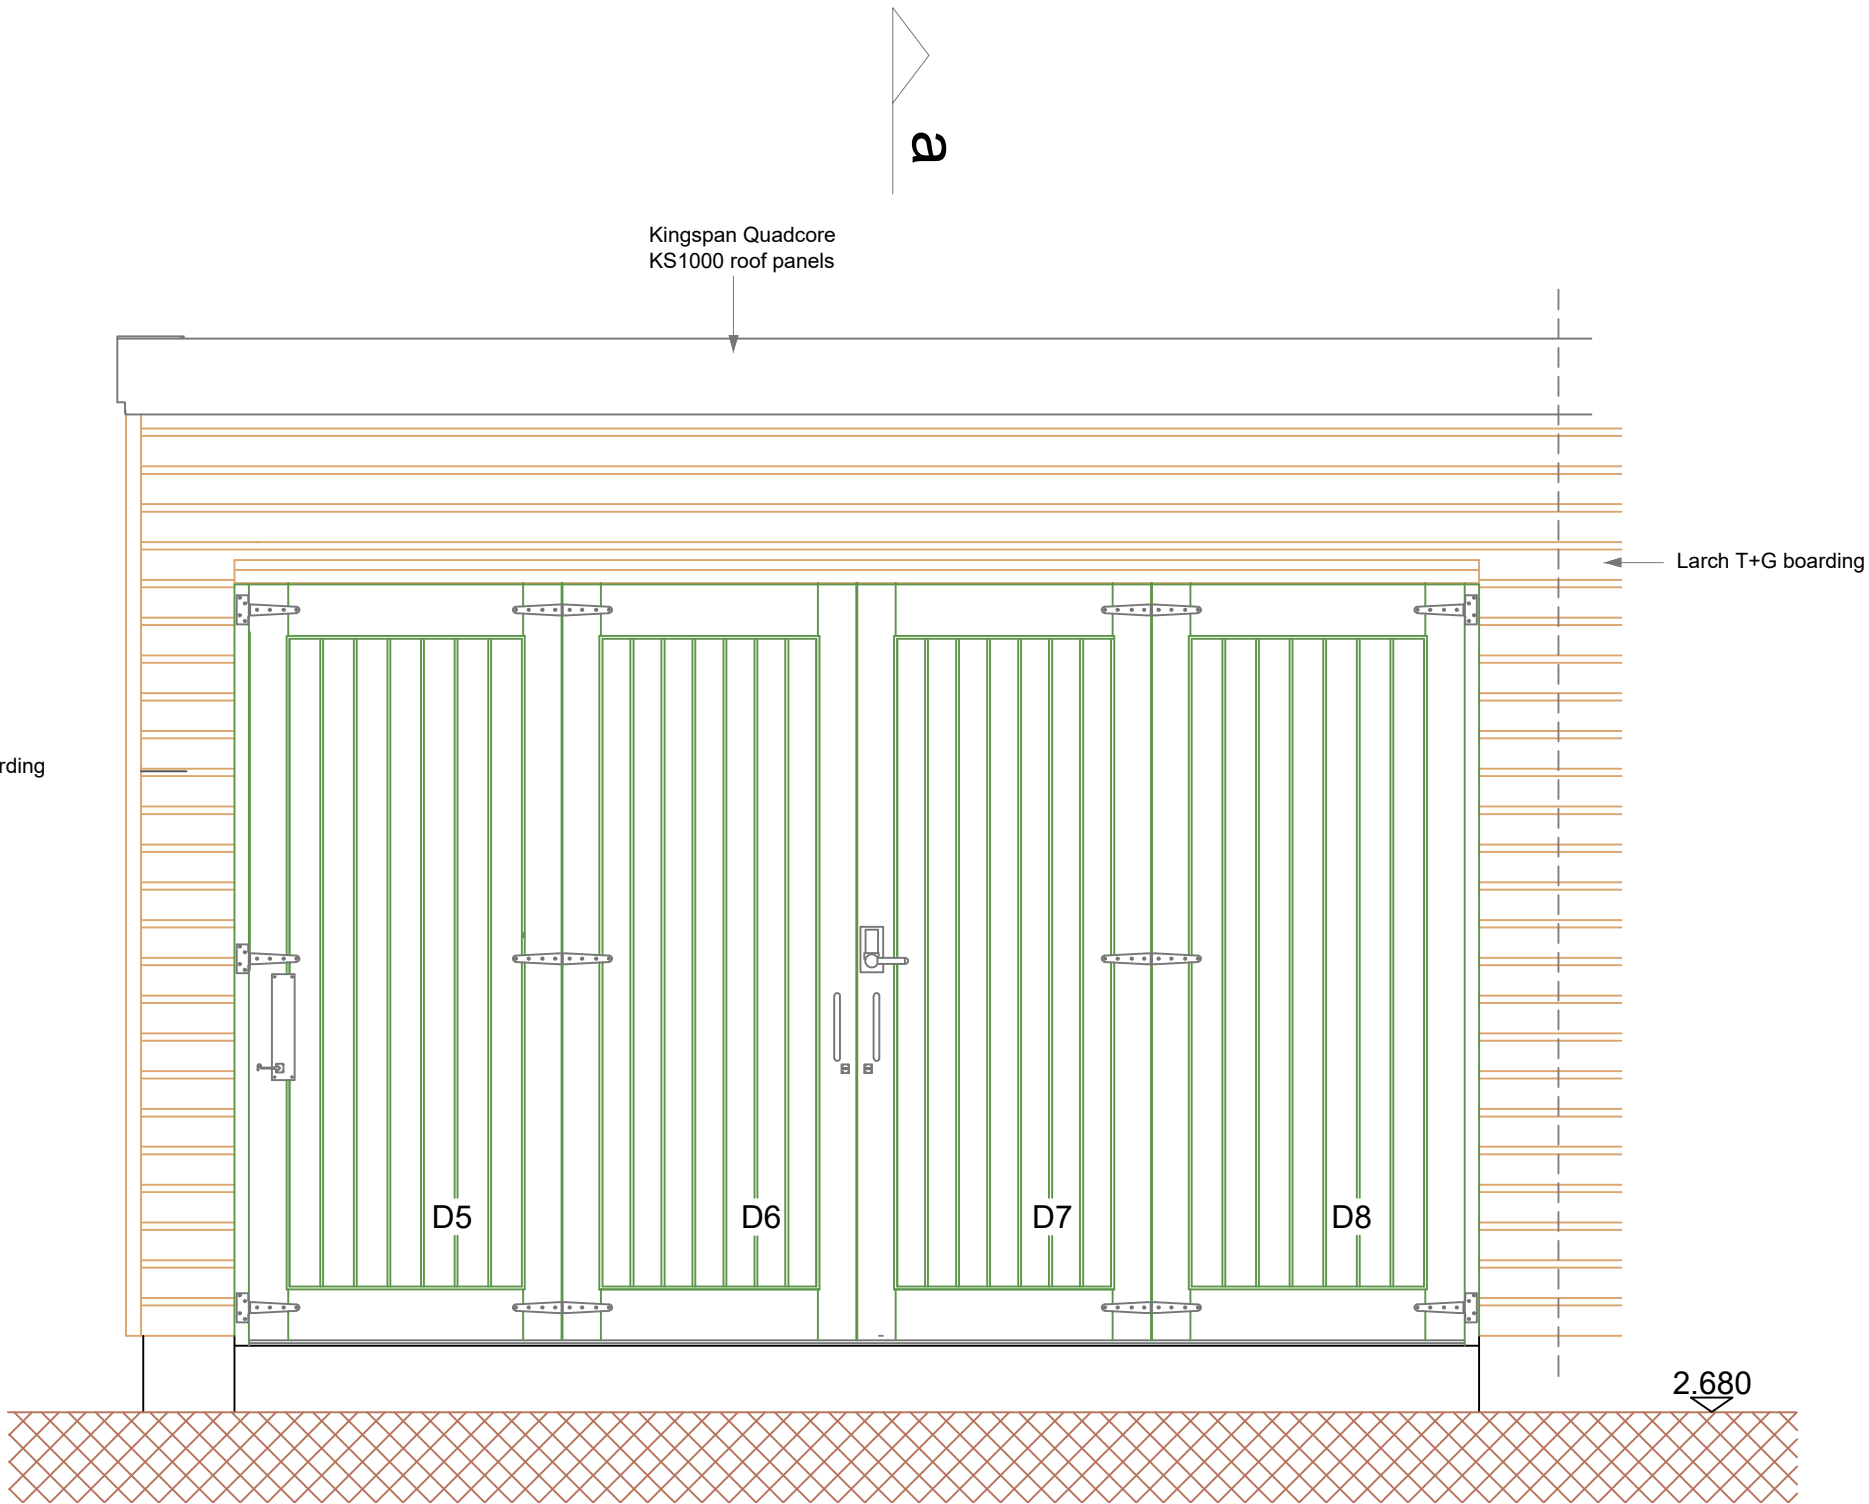 a
Kingspan Quadcore
KS1000 roof panels
Larch T+G boarding
rding
D5
D6
D7
D8
2.680